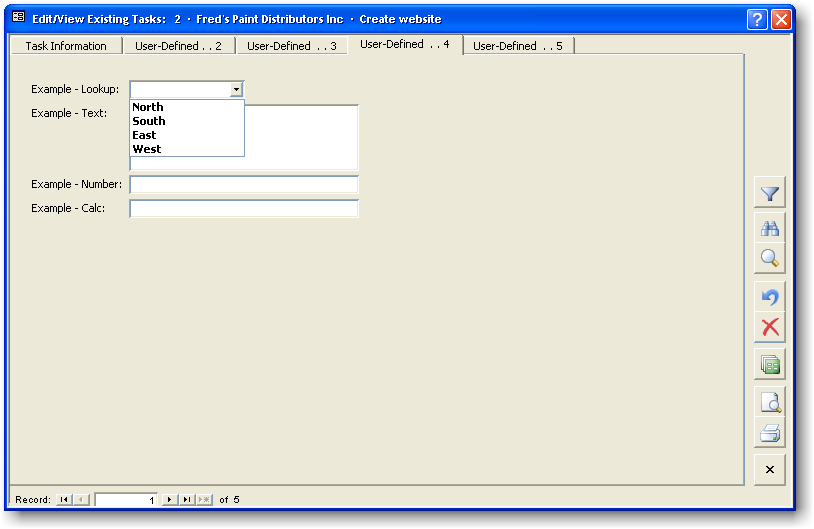 Edit/View Existing Tasks: 2 · Fred's Paint Distributors Inc · Create website
Task Information User-Defined . . 2 User-Defined . . 3 User-Defined . . 4 User-Defined . . 5
Example - Lookup:
North
Example - Text:
South
East
West
Example - Number:
Example - Calc:
Record: 1 of 5